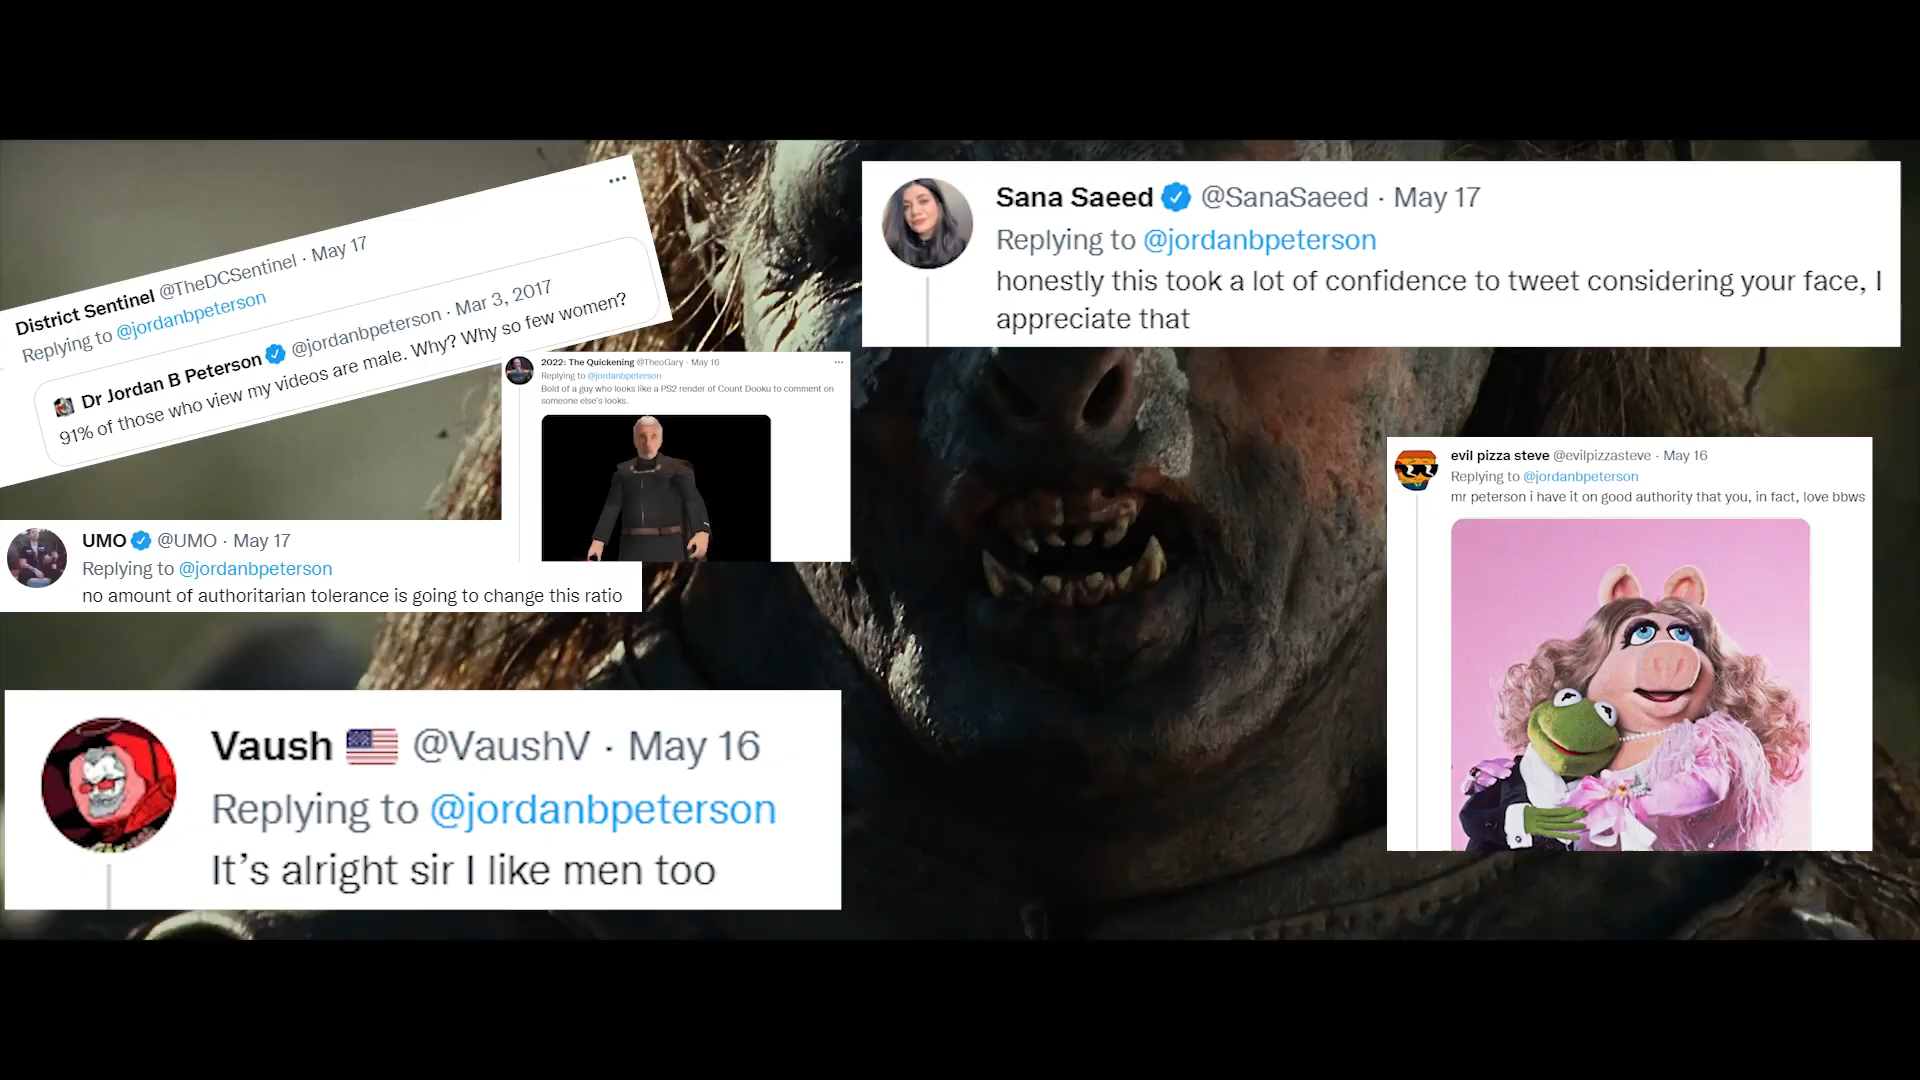 District Sentinel @TheDCSentinel · May 17
Replying to @jordanbpeterson
Dr Jordan B Peterson @jordanbpeterson · Mar 3, 2017
91% of those who view my videos are male. Why? Why so few women?
2022: The Quickening @TheoGary · May 16
Replying to @jordanbpeterson
Bold of a guy who looks like a PS2 render of Count Dooku to comment on
someone else's looks.
UMO @UMO · May 17
Replying to @jordanbpeterson
no amount of authoritarian tolerance is going to change this ratio
Vaush @VaushV · May 16
Replying to @jordanbpeterson
It's alright sir I like men too
Sana Saeed @SanaSaeed · May 17
Replying to @jordanbpeterson
honestly this took a lot of confidence to tweet considering your face, I
appreciate that
evil pizza steve @evilpizzasteve · May 16
Replying to @jordanbpeterson
mr peterson i have it on good authority that you, in fact, love bbws